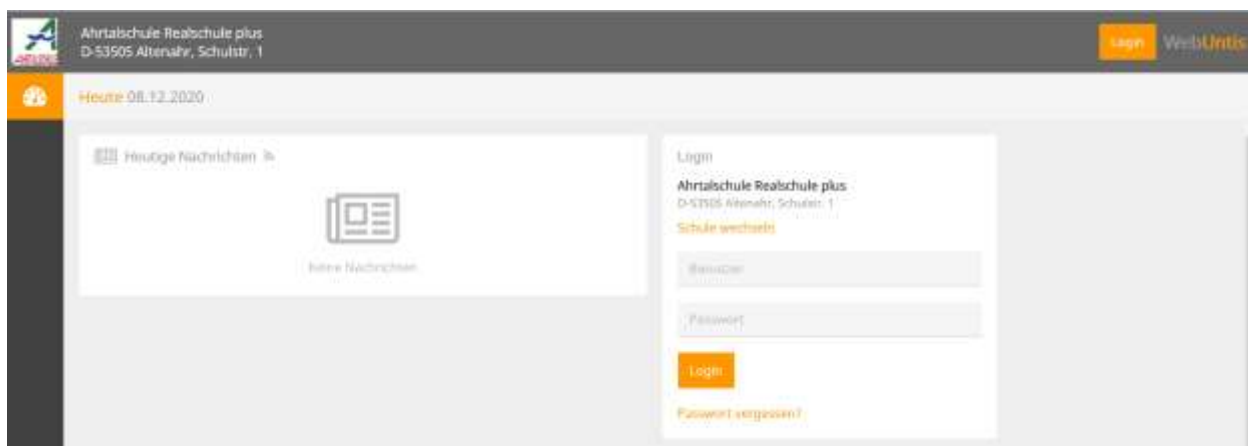 Ahrtalschule Realschule plus
D-53505 Altenahr, Schulstr. 1
Login
WebUntis
Heute 08.12.2020
Heutige Nachrichten
Keine Nachrichten
Login
Ahrtalschule Realschule plus
D-53505 Altenahr, Schulstr. 1
Schule wechseln
Benutzer
Passwort
Login
Passwort vergessen?